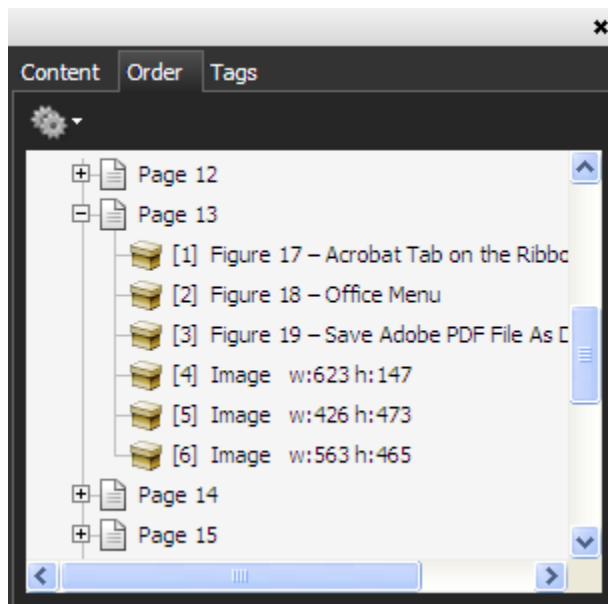 Content Order Tags
Page 12
Page 13
[1] Figure 17 – Acrobat Tab on the Ribbo
[2] Figure 18 – Office Menu
[3] Figure 19 – Save Adobe PDF File As D
[4] Image w:623 h:147
[5] Image w:426 h:473
[6] Image w:563 h:465
Page 14
Page 15